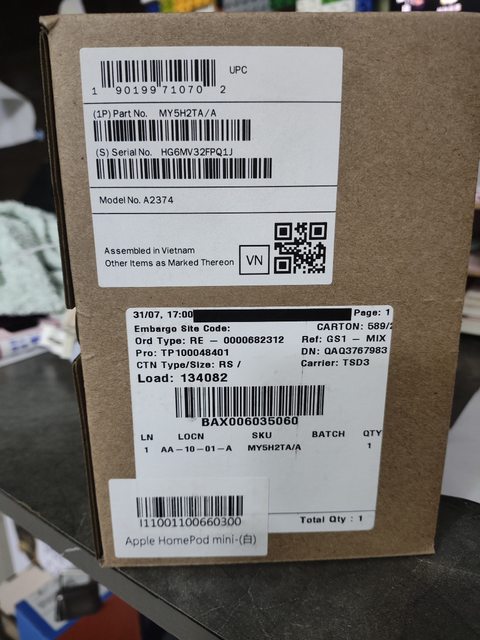 UPC
1 90199 71070 2
(1P) Part No. MY5H2TA/A
(S) Serial No. HG6MV32FPQ1J
Model No. A2374
Assembled in Vietnam
Other Items as Marked Thereon
VN
31/07, 17:00 Page: 1
Embargo Site Code: CARTON: 589/2
Ord Type: RE - 0000682312 Ref: GS1 - MIX
Pro: TP100048401 DN: QAQ3767983
CTN Type/Size: RS / Carrier: TSD3
Load: 134082
BAX006035060
LN LOCN SKU BATCH QTY
1 AA-10-01-A MY5H2TA/A 1
Total Qty : 1
I11001100660300
Apple HomePod mini-(白)